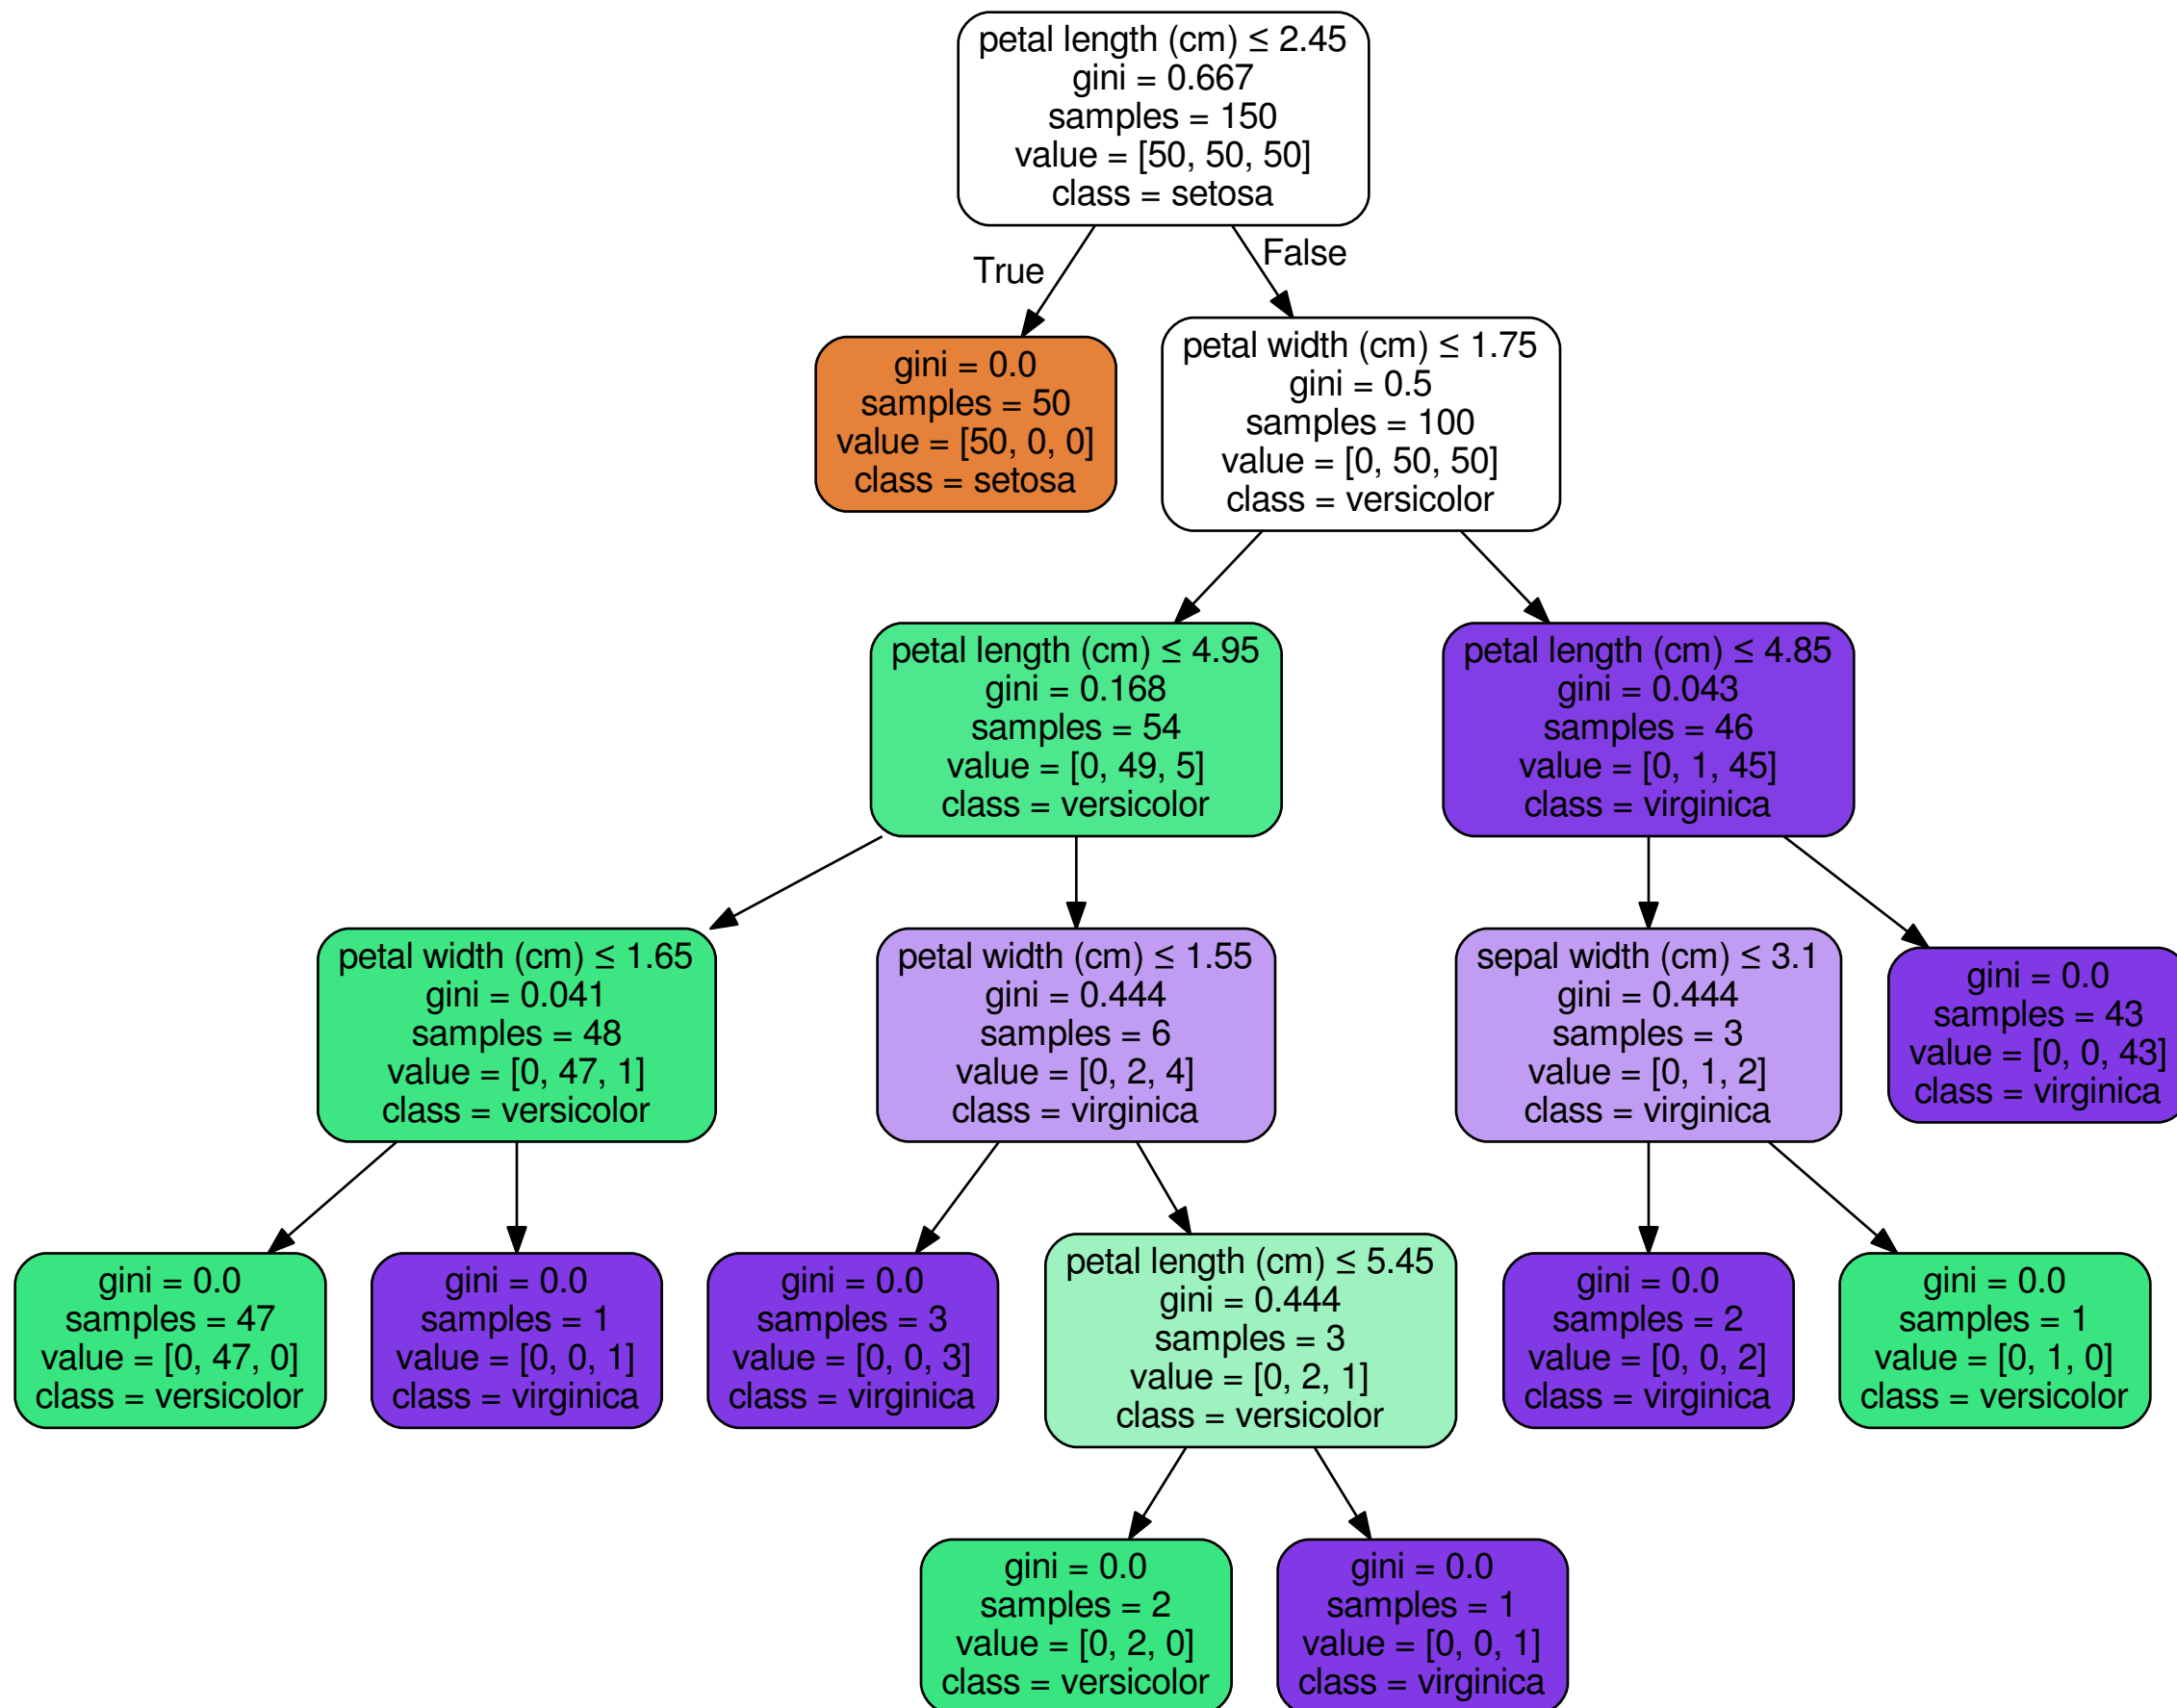 petal length (cm) ≤ 2.45
gini = 0.667
samples = 150
value = [50, 50, 50]
class = setosa
True
False
gini = 0.0
samples = 50
value = [50, 0, 0]
class = setosa
petal width (cm) ≤ 1.75
gini = 0.5
samples = 100
value = [0, 50, 50]
class = versicolor
petal length (cm) ≤ 4.95
gini = 0.168
samples = 54
value = [0, 49, 5]
class = versicolor
petal length (cm) ≤ 4.85
gini = 0.043
samples = 46
value = [0, 1, 45]
class = virginica
petal width (cm) ≤ 1.65
gini = 0.041
samples = 48
value = [0, 47, 1]
class = versicolor
petal width (cm) ≤ 1.55
gini = 0.444
samples = 6
value = [0, 2, 4]
class = virginica
sepal width (cm) ≤ 3.1
gini = 0.444
samples = 3
value = [0, 1, 2]
class = virginica
gini = 0.0
samples = 43
value = [0, 0, 43]
class = virginica
gini = 0.0
samples = 47
value = [0, 47, 0]
class = versicolor
gini = 0.0
samples = 1
value = [0, 0, 1]
class = virginica
gini = 0.0
samples = 3
value = [0, 0, 3]
class = virginica
petal length (cm) ≤ 5.45
gini = 0.444
samples = 3
value = [0, 2, 1]
class = versicolor
gini = 0.0
samples = 2
value = [0, 0, 2]
class = virginica
gini = 0.0
samples = 1
value = [0, 1, 0]
class = versicolor
gini = 0.0
samples = 2
value = [0, 2, 0]
class = versicolor
gini = 0.0
samples = 1
value = [0, 0, 1]
class = virginica